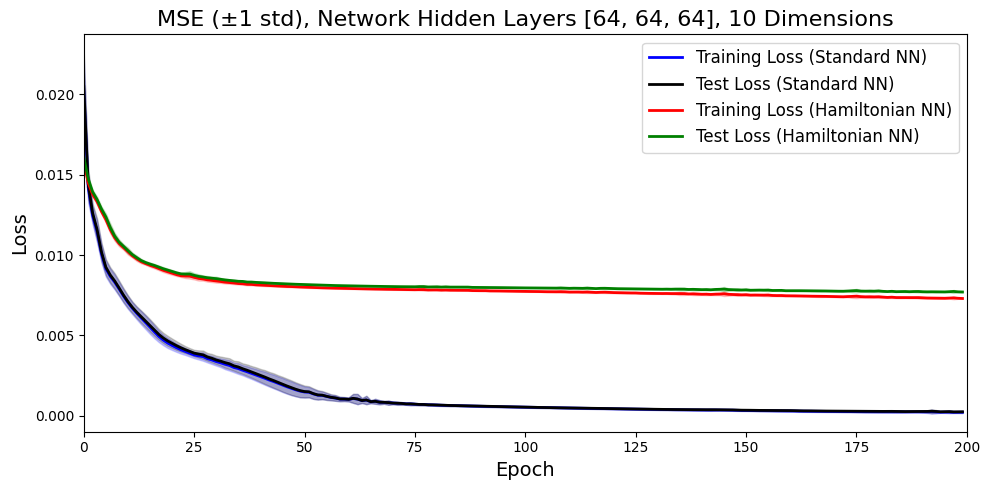 MSE (±1 std), Network Hidden Layers [64, 64, 64], 10 Dimensions
Training Loss (Standard NN)
Test Loss (Standard NN)
Training Loss (Hamiltonian NN)
Test Loss (Hamiltonian NN)
Loss
0.020
0.015
0.010
0.005
0.000
0 25 50 75 100 125 150 175 200
Epoch